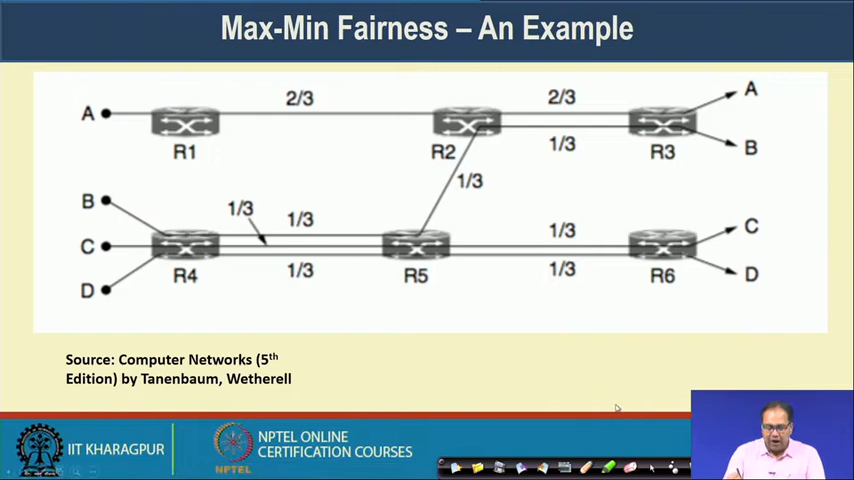 Max-Min Fairness – An Example
A
2/3
2/3
A
R1
R2
1/3
R3
B
1/3
B
1/3
1/3
1/3
C
C
R4
1/3
R5
1/3
R6
D
D
Source: Computer Networks (5th
Edition) by Tanenbaum, Wetherell
IIT KHARAGPUR
NPTEL
NPTEL ONLINE
CERTIFICATION COURSES